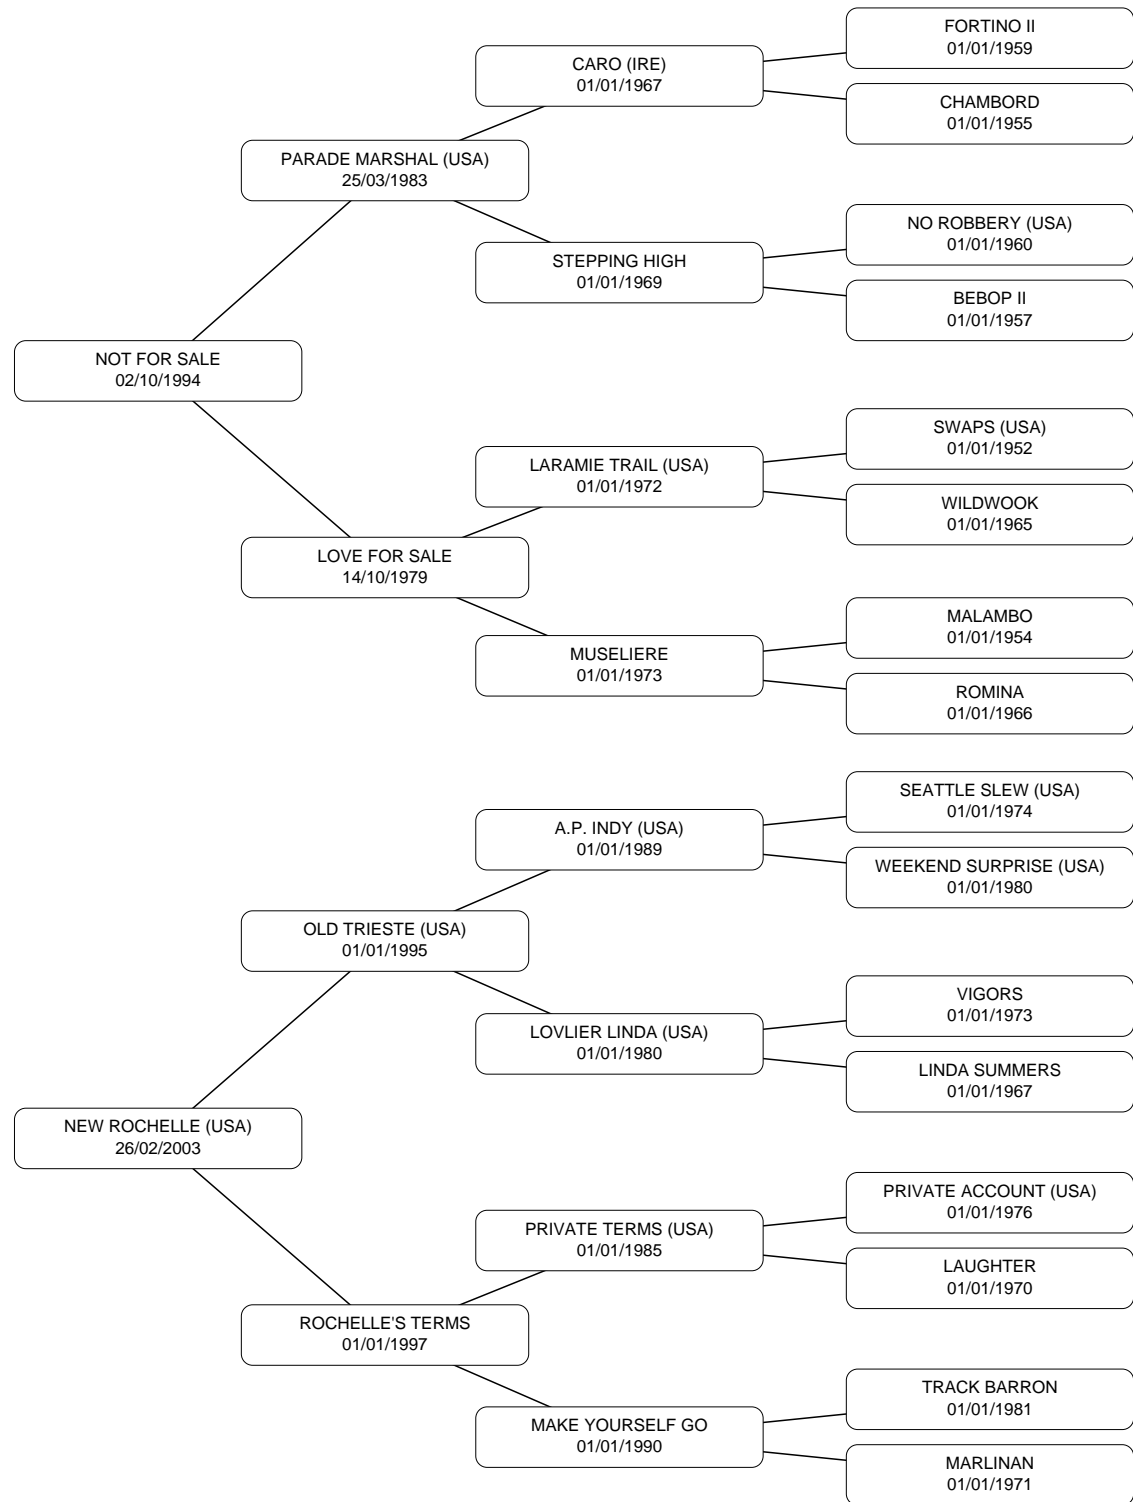 FORTINO II
01/01/1959
CARO (IRE)
01/01/1967
CHAMBORD
01/01/1955
PARADE MARSHAL (USA)
25/03/1983
NO ROBBERY (USA)
01/01/1960
STEPPING HIGH
01/01/1969
BEBOP II
01/01/1957
NOT FOR SALE
02/10/1994
SWAPS (USA)
01/01/1952
LARAMIE TRAIL (USA)
01/01/1972
WILDWOOK
01/01/1965
LOVE FOR SALE
14/10/1979
MALAMBO
01/01/1954
MUSELIERE
01/01/1973
ROMINA
01/01/1966
SEATTLE SLEW (USA)
01/01/1974
A.P. INDY (USA)
01/01/1989
WEEKEND SURPRISE (USA)
01/01/1980
OLD TRIESTE (USA)
01/01/1995
VIGORS
01/01/1973
LOVLIER LINDA (USA)
01/01/1980
LINDA SUMMERS
01/01/1967
NEW ROCHELLE (USA)
26/02/2003
PRIVATE ACCOUNT (USA)
01/01/1976
PRIVATE TERMS (USA)
01/01/1985
LAUGHTER
01/01/1970
ROCHELLE'S TERMS
01/01/1997
TRACK BARRON
01/01/1981
MAKE YOURSELF GO
01/01/1990
MARLINAN
01/01/1971